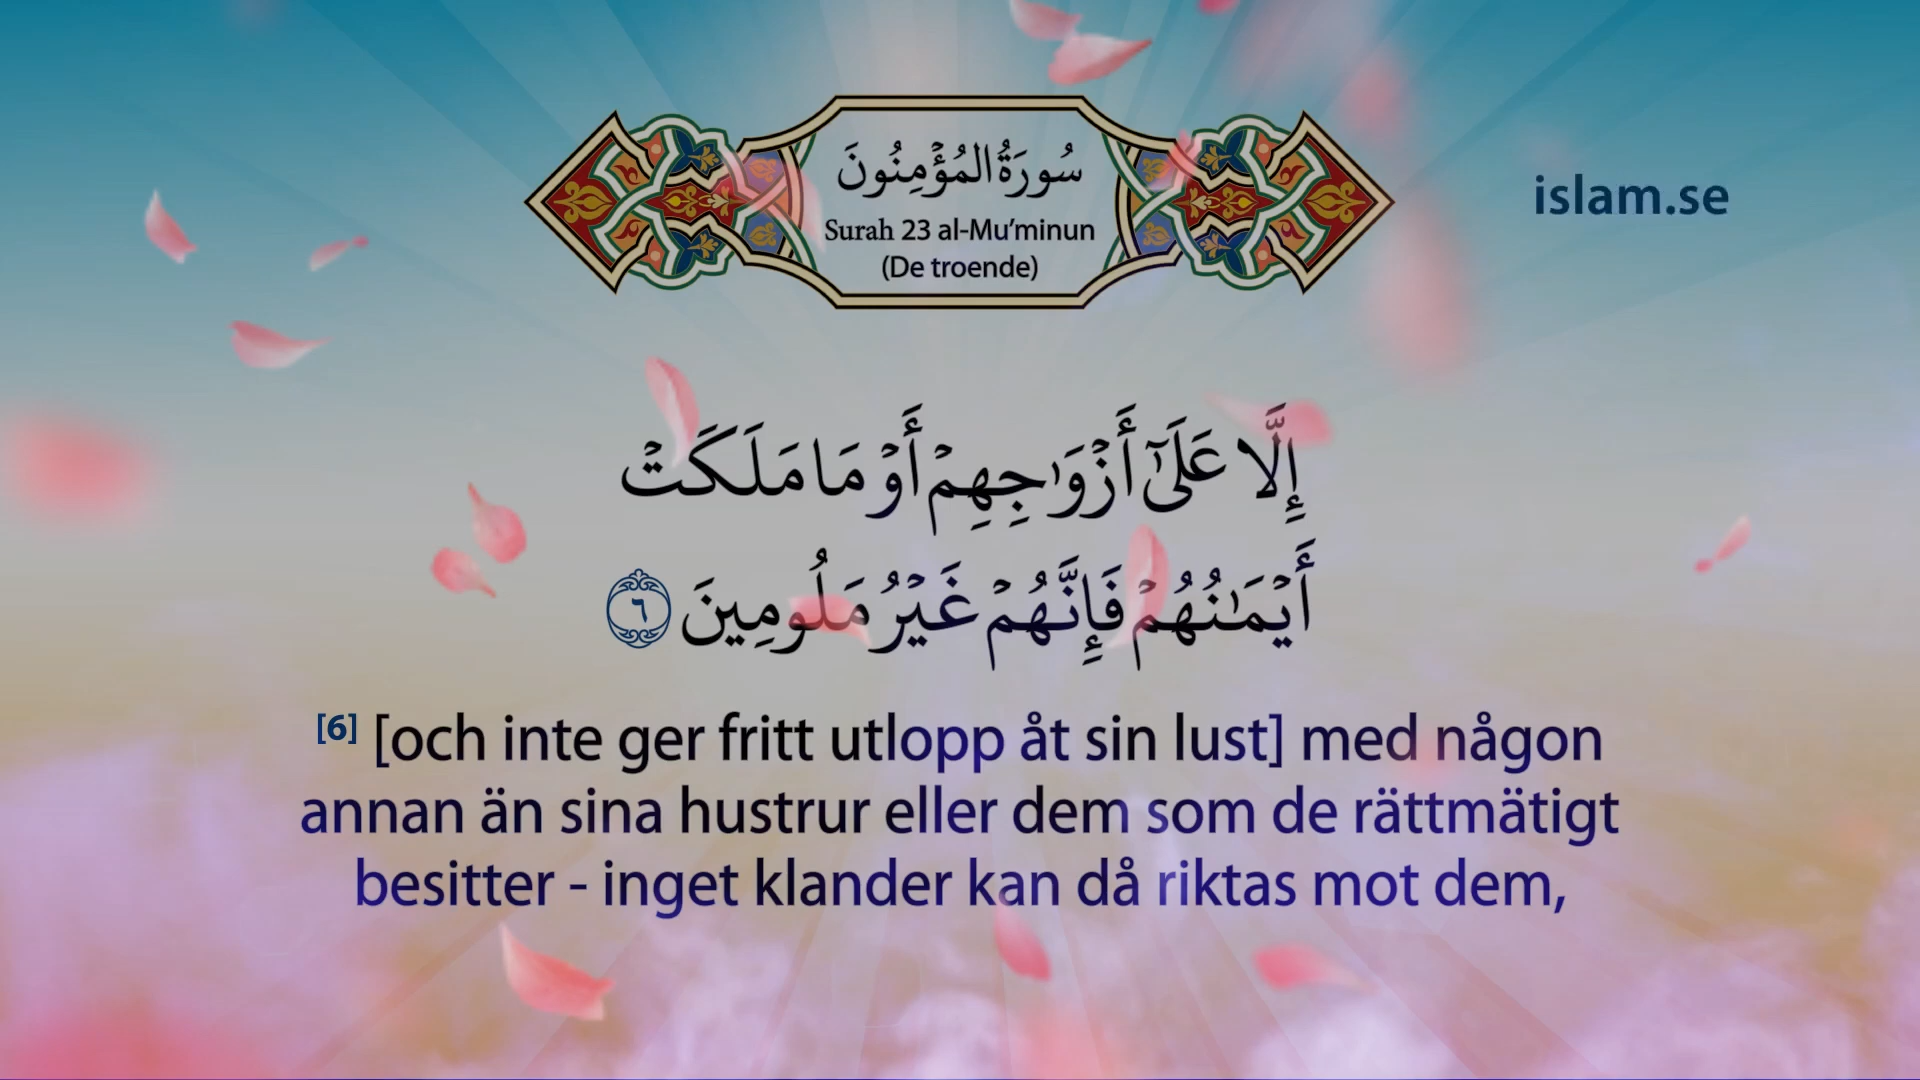 سُورَةُ المُؤْمِنُونَ
Surah 23 al-Mu’minun
(De troende)
islam.se
إِلَّا عَلَىٰٓ أَزْوَٰجِهِمْ أَوْ مَا مَلَكَتْ
أَيْمَـٰنُهُمْ فَإِنَّهُمْ غَيْرُ مَلُومِينَ ٦
[6] [och inte ger fritt utlopp åt sin lust] med någon
annan än sina hustrur eller dem som de rättmätigt
besitter - inget klander kan då riktas mot dem,